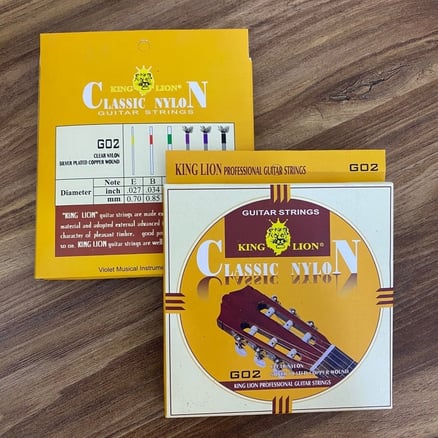 KING LION®
CLASSIC NYLON
GUITAR STRINGS
G02
CLEAR NYLON
SILVER PLATED COPPER WOUND
Note E B
Diameter inch .027 .034
mm 0.70 0.85
"KING LION" guitar strings are made
material and adopted external advanced
character of pleasant timbre, good
so on. KING LION guitar strings are well
Violet Musical
KING LION PROFESSIONAL GUITAR STRINGS G02
GUITAR STRINGS
KING LION®
CLASSIC NYLON
G02
NYLON
COPPER WOUND
KING LION PROFESSIONAL GUITAR STRINGS